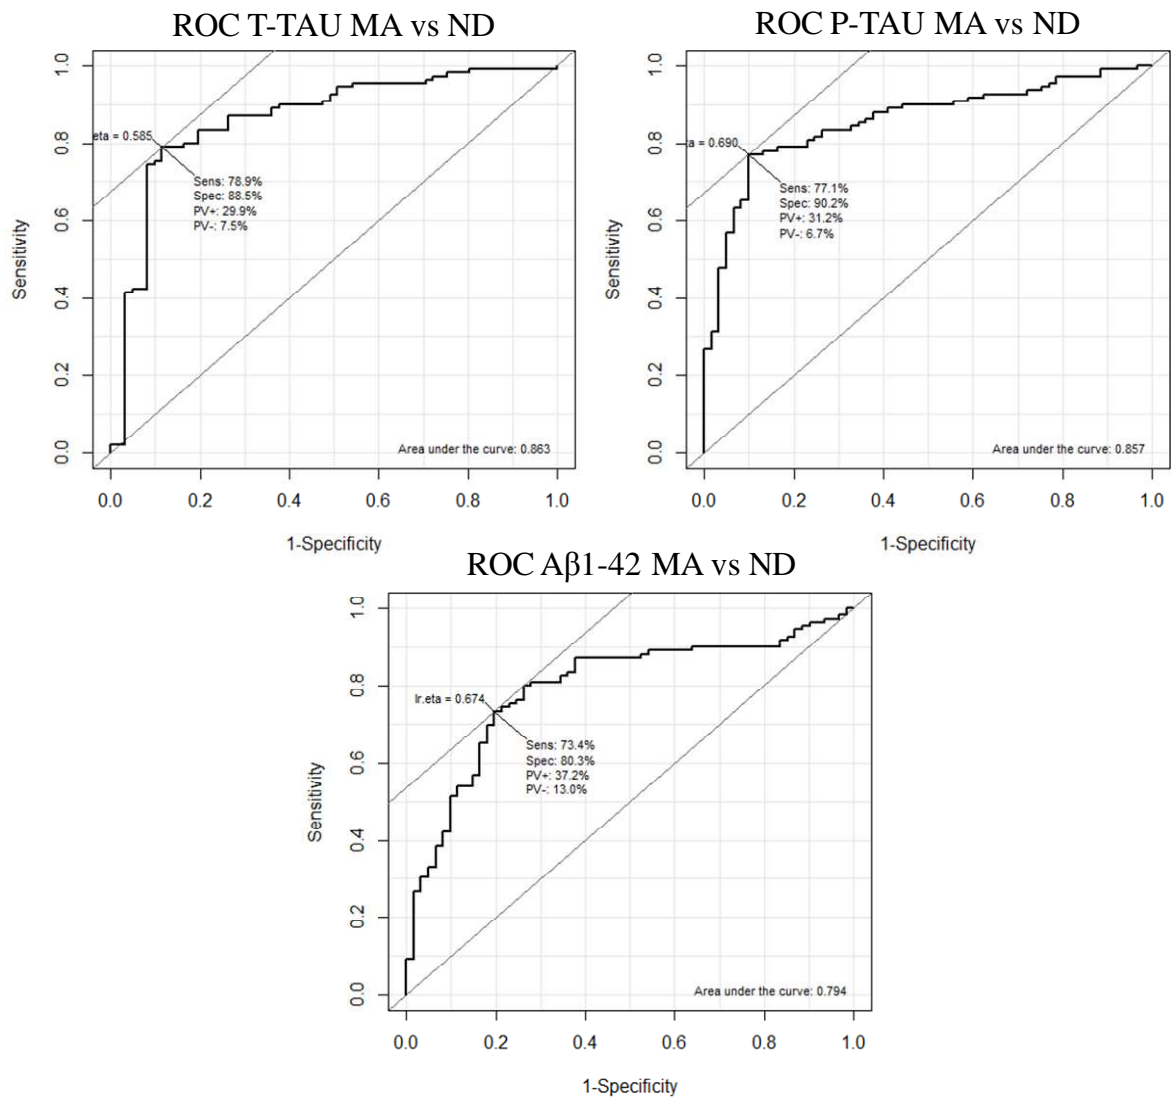 ROC T-TAU MA vs ND
1.0
0.8
0.6
0.4
0.2
0.0
Sensitivity
eta = 0.585
Sens: 78.9%
Spec: 88.5%
PV+: 29.9%
PV-: 7.5%
Area under the curve: 0.863
0.0 0.2 0.4 0.6 0.8 1.0
1-Specificity
ROC P-TAU MA vs ND
1.0
0.8
0.6
0.4
0.2
0.0
Sensitivity
a = 0.690
Sens: 77.1%
Spec: 90.2%
PV+: 31.2%
PV-: 6.7%
Area under the curve: 0.857
0.0 0.2 0.4 0.6 0.8 1.0
1-Specificity
ROC Aβ1-42 MA vs ND
1.0
0.8
0.6
0.4
0.2
0.0
Sensitivity
lr.eta = 0.674
Sens: 73.4%
Spec: 80.3%
PV+: 37.2%
PV-: 13.0%
Area under the curve: 0.794
0.0 0.2 0.4 0.6 0.8 1.0
1-Specificity